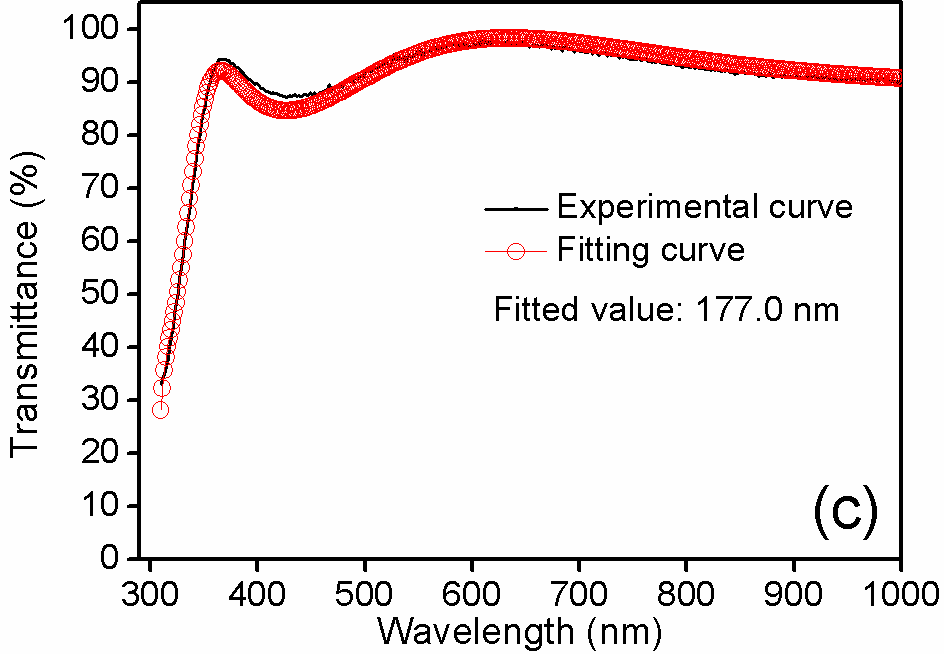 100
90
80
70
60
50
40
30
20
10
0
Transmittance (%)
Experimental curve
Fitting curve
Fitted value: 177.0 nm
(c)
300 400 500 600 700 800 900 1000
Wavelength (nm)